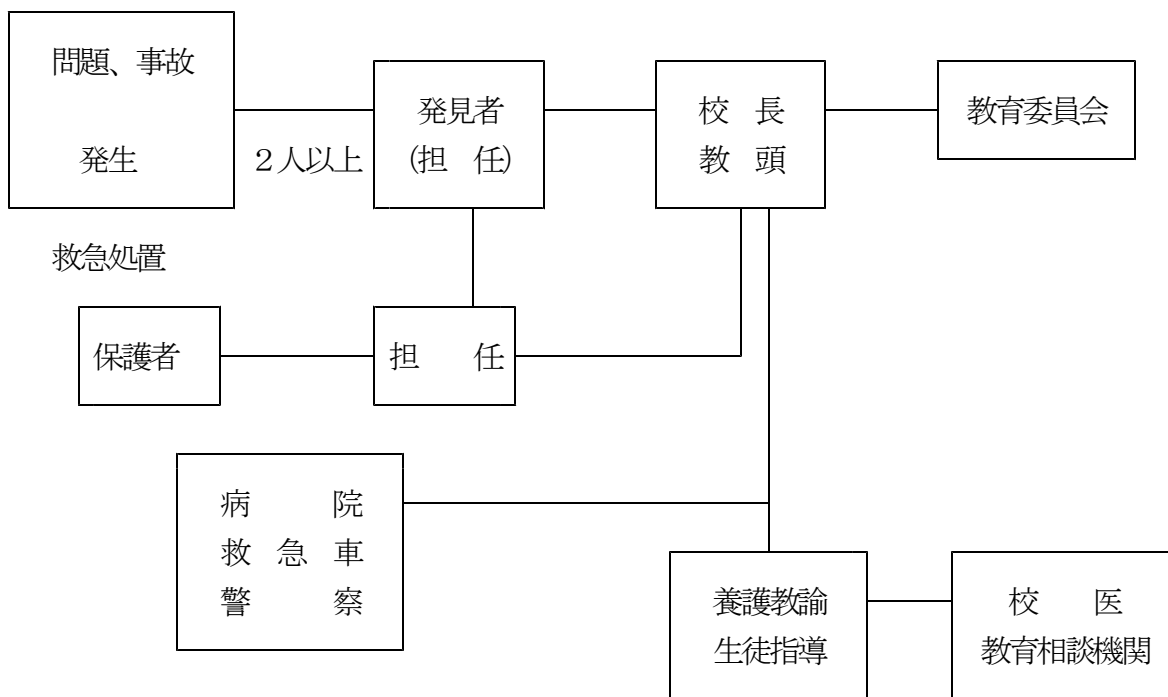 問題、事故
発生
２人以上
発見者
(担　任)
校　長
教　頭
教育委員会
救急処置
保護者
担　　任
病　　　院
救　急　車
警　　　察
養護教諭
生徒指導
校　　医
教育相談機関